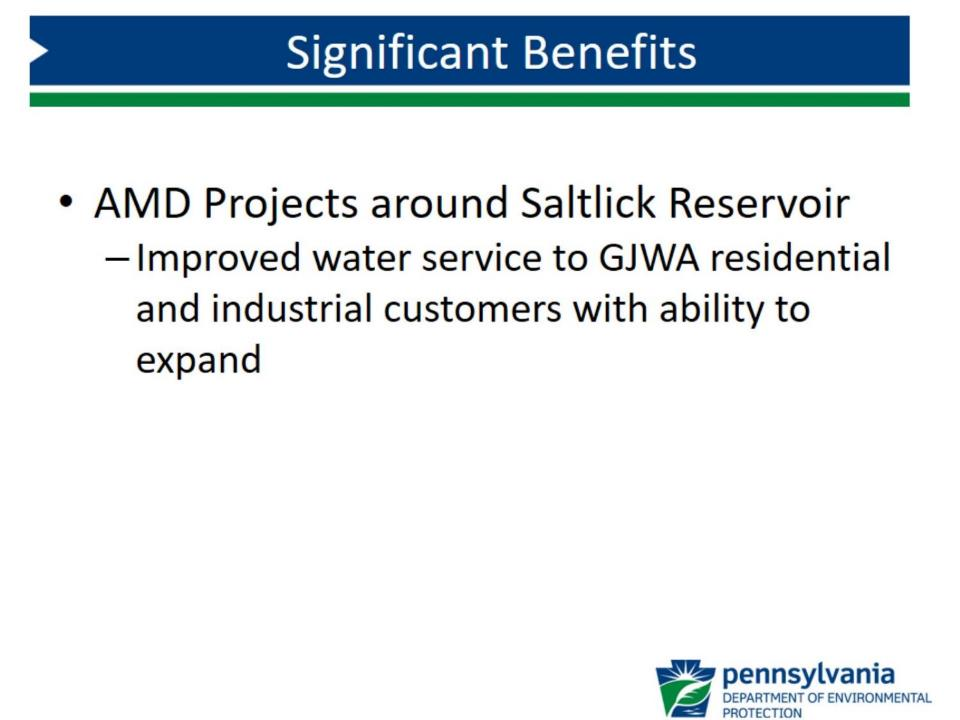 Significant Benefits
• AMD Projects around Saltlick Reservoir
– Improved water service to GJWA residential
and industrial customers with ability to
expand
pennsylvania
DEPARTMENT OF ENVIRONMENTAL
PROTECTION